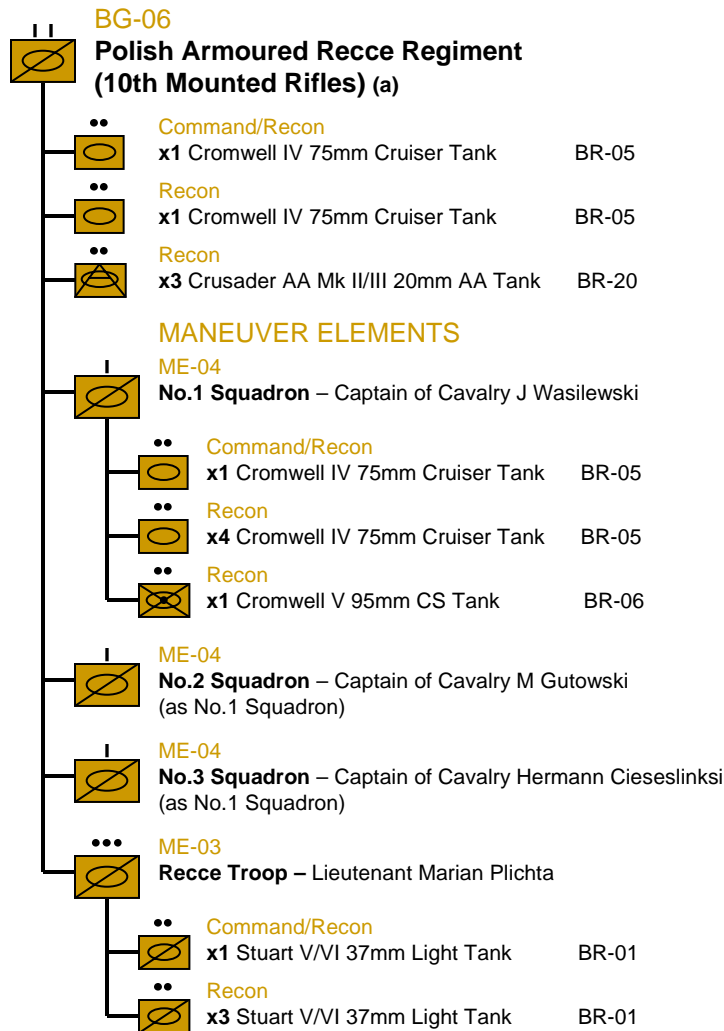 BG-06
Polish Armoured Recce Regiment
(10th Mounted Rifles) (a)
Command/Recon
x1 Cromwell IV 75mm Cruiser Tank BR-05
Recon
x1 Cromwell IV 75mm Cruiser Tank BR-05
Recon
x3 Crusader AA Mk II/III 20mm AA Tank BR-20
MANEUVER ELEMENTS
ME-04
No.1 Squadron – Captain of Cavalry J Wasilewski
Command/Recon
x1 Cromwell IV 75mm Cruiser Tank BR-05
Recon
x4 Cromwell IV 75mm Cruiser Tank BR-05
Recon
x1 Cromwell V 95mm CS Tank BR-06
ME-04
No.2 Squadron – Captain of Cavalry M Gutowski
(as No.1 Squadron)
ME-04
No.3 Squadron – Captain of Cavalry Hermann Cieseslinksi
(as No.1 Squadron)
ME-03
Recce Troop – Lieutenant Marian Plichta
Command/Recon
x1 Stuart V/VI 37mm Light Tank BR-01
Recon
x3 Stuart V/VI 37mm Light Tank BR-01